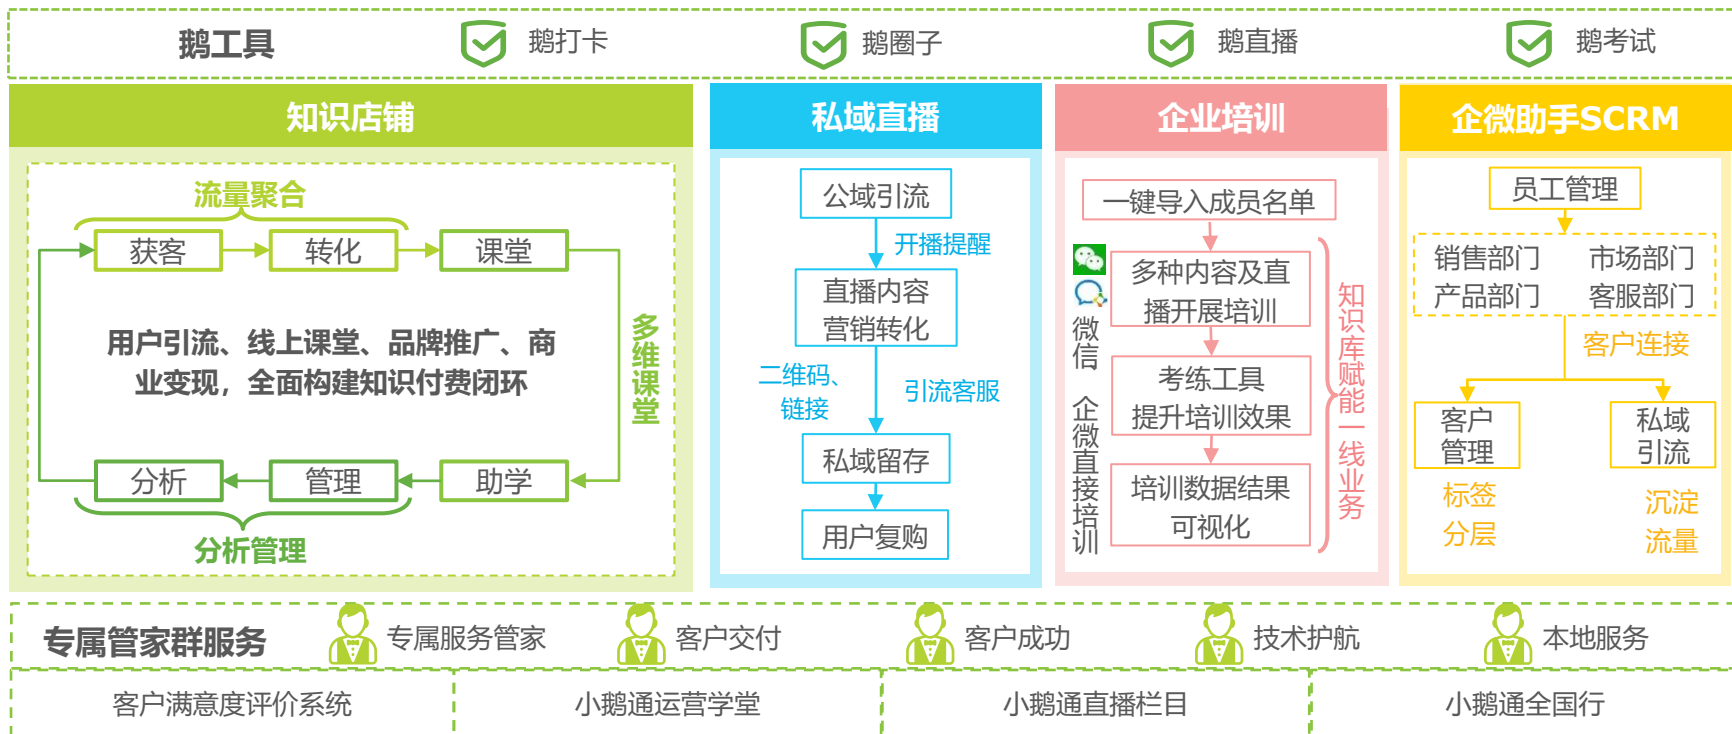 鹅工具
鹅打卡
鹅圈子
鹅直播
鹅考试
知识店铺
流量聚合
获客
转化
课堂
用户引流、线上课堂、品牌推广、商
业变现，全面构建知识付费闭环
多维课堂
分析
管理
助学
分析管理
私域直播
公域引流
开播提醒
直播内容
营销转化
二维码、
链接
引流客服
私域留存
用户复购
企业培训
一键导入成员名单
微信，企微直接培训
多种内容及直
播开展培训
考练工具
提升培训效果
培训数据结果
可视化
知识库赋能一线业务
企微助手SCRM
员工管理
销售部门
市场部门
产品部门
客服部门
客户连接
客户
管理
私域
引流
标签
分层
沉淀
流量
专属管家群服务
专属服务管家
客户交付
客户成功
技术护航
本地服务
客户满意度评价系统
小鹅通运营学堂
小鹅通直播栏目
小鹅通全国行